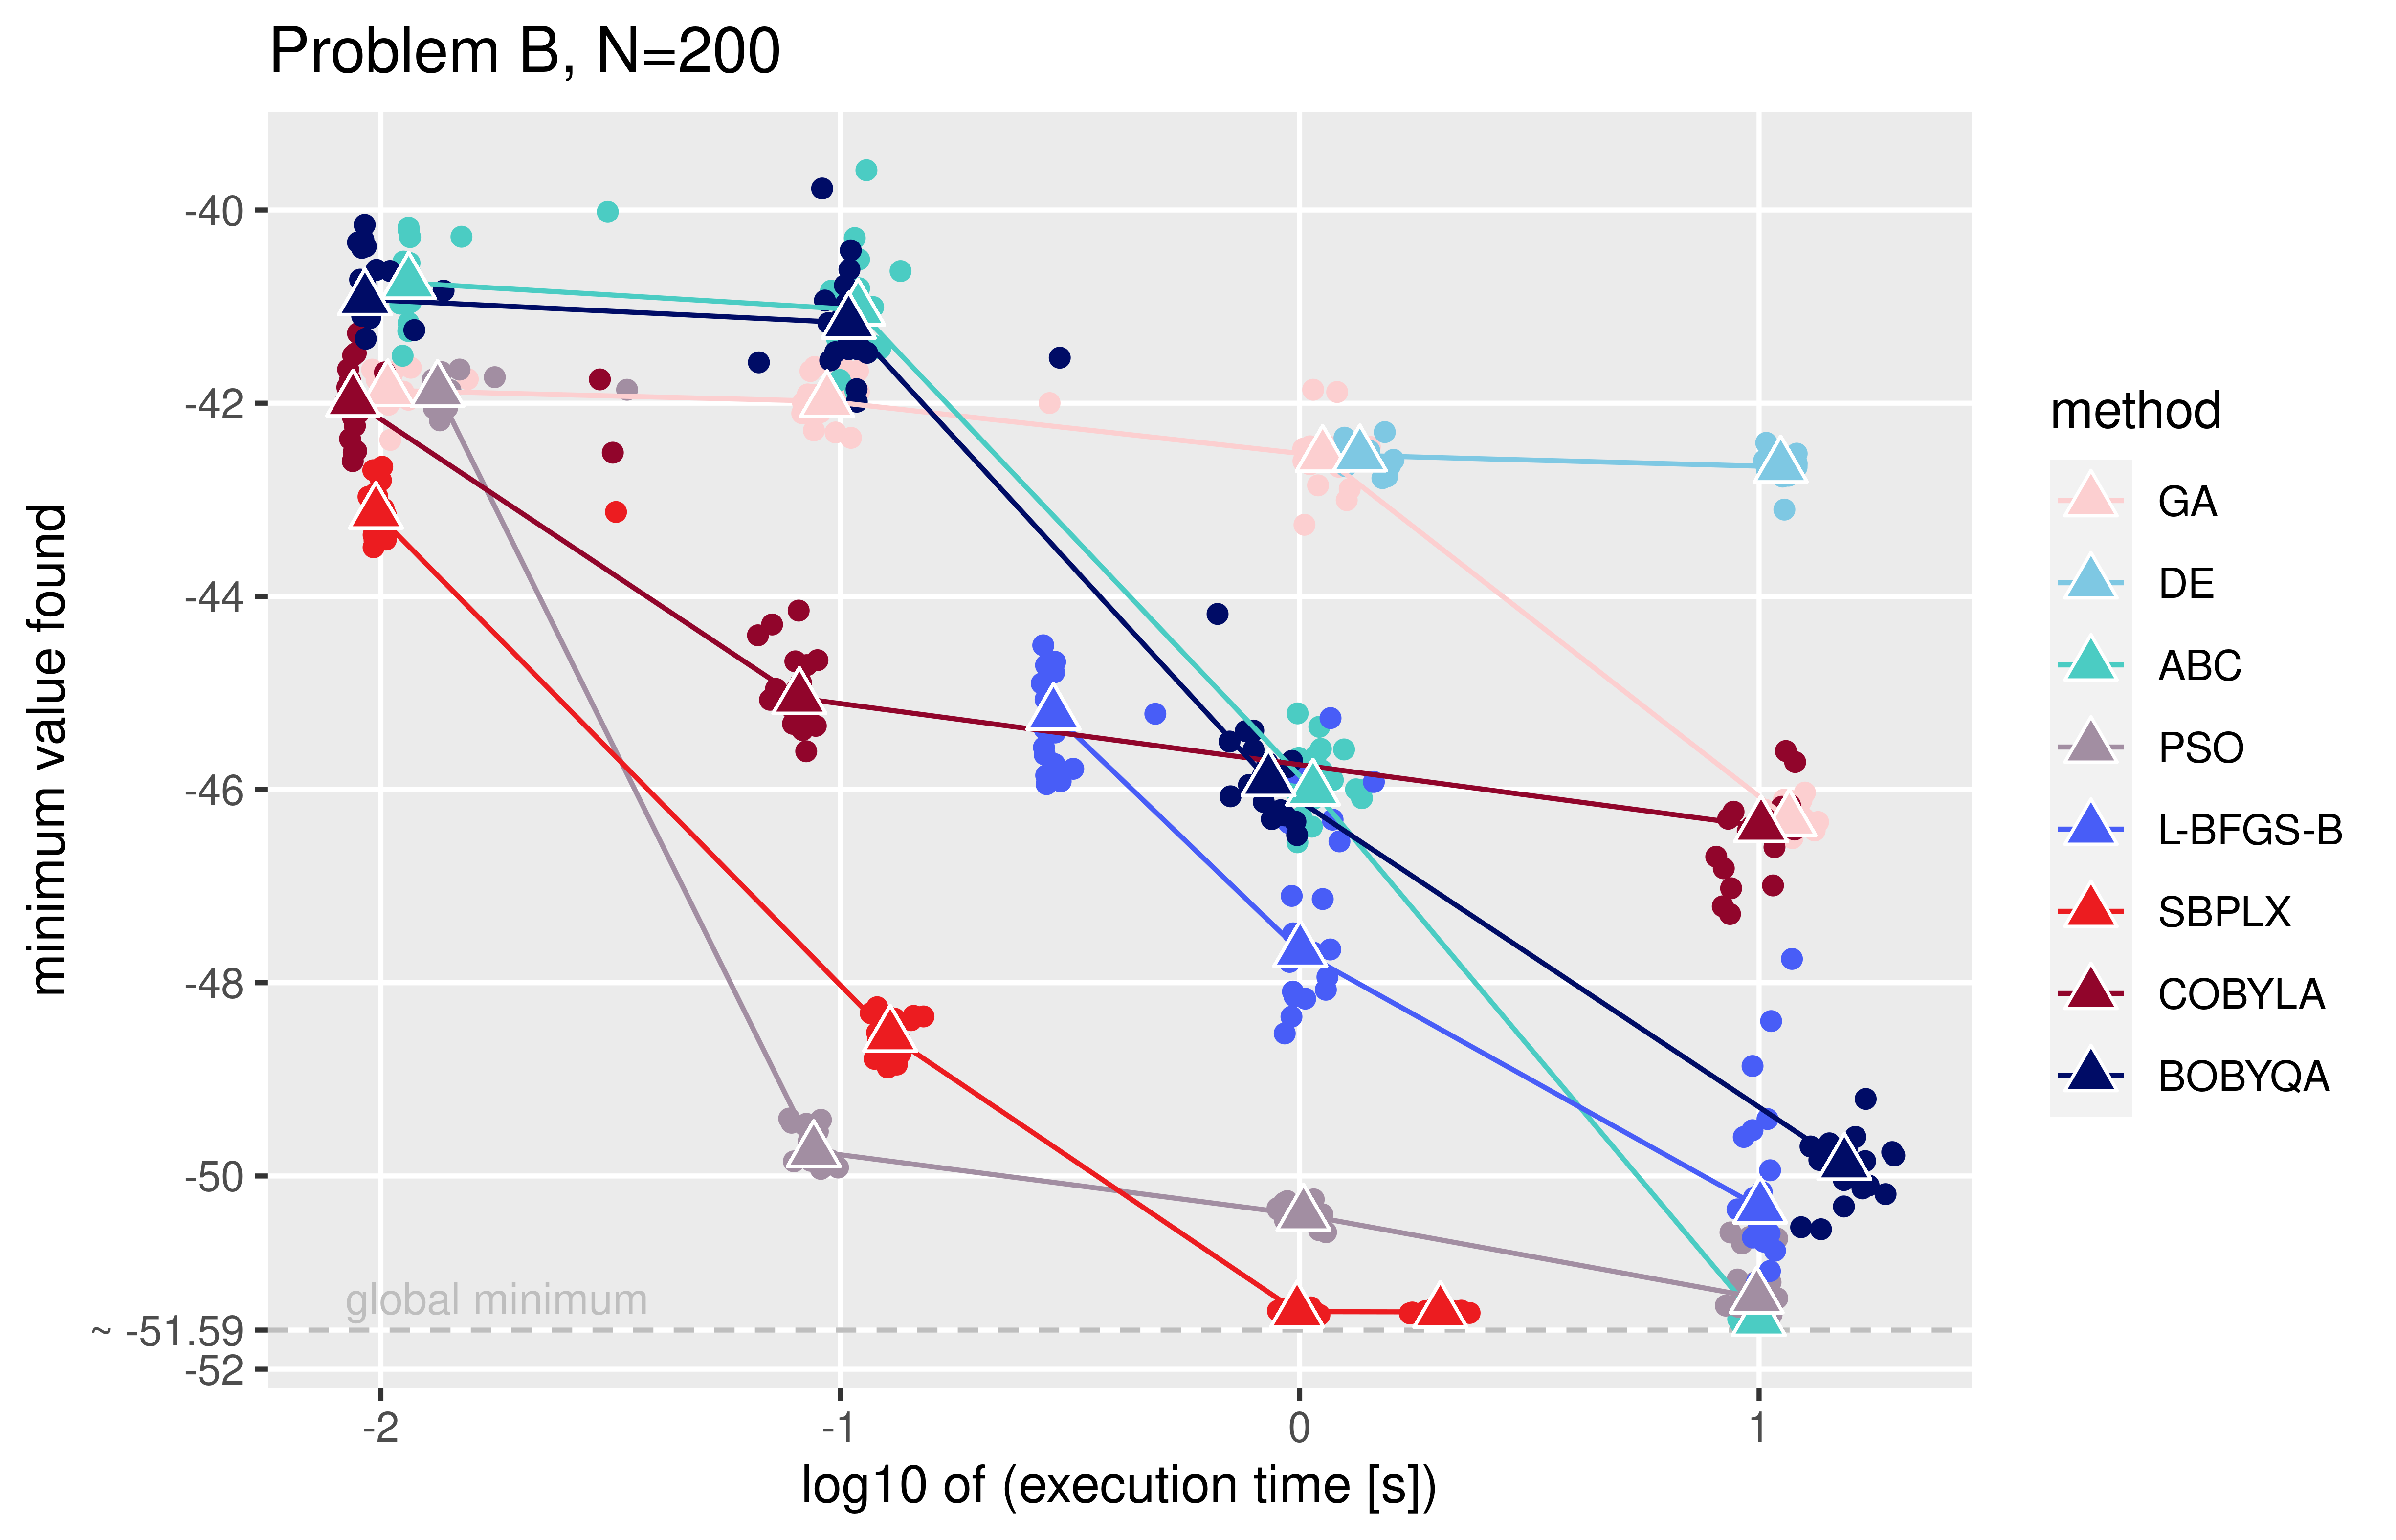 Problem B, N=200
minimum value found
-40
-42
-44
-46
-48
-50
~ -51.59
-52
global minimum
-2
-1
0
1
log10 of (execution time [s])
method
GA
DE
ABC
PSO
L-BFGS-B
SBPLX
COBYLA
BOBYQA